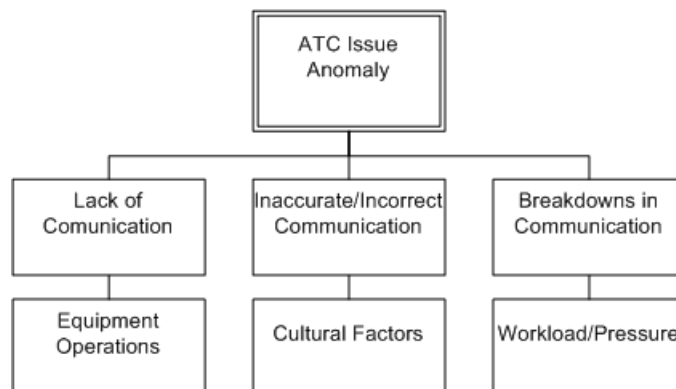 ATC Issue
Anomaly
Lack of
Comunication
Inaccurate/Incorrect
Communication
Breakdowns in
Communication
Equipment
Operations
Cultural Factors
Workload/Pressure